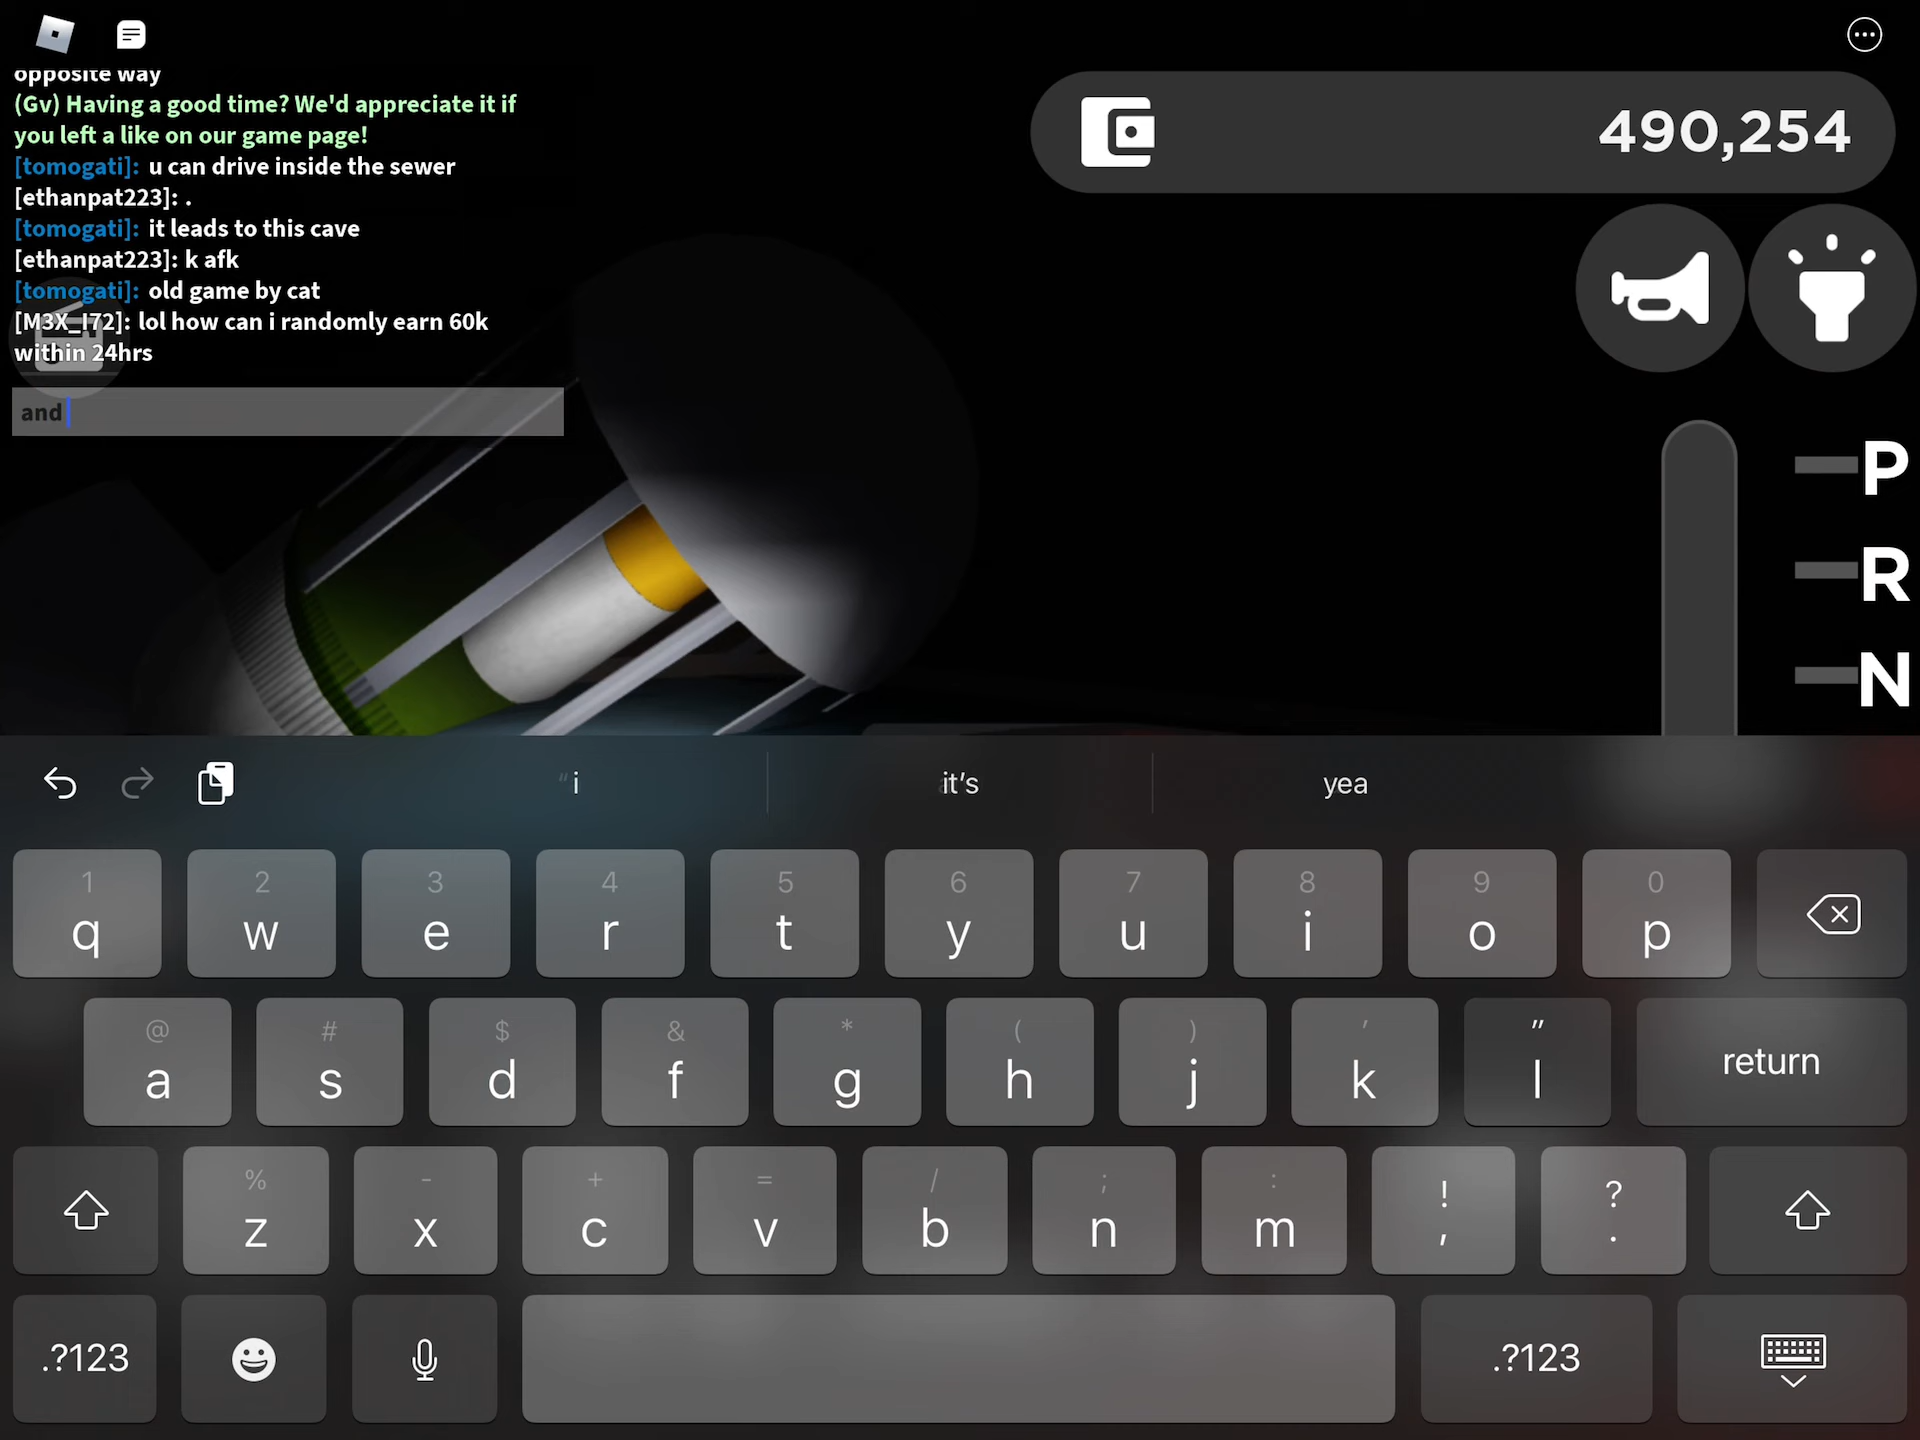 opposite way
(Gv) Having a good time? We'd appreciate it if
you left a like on our game page!
[tomogati]: u can drive inside the sewer
[ethanpat223]: .
[tomogati]: it leads to this cave
[ethanpat223]: k afk
[tomogati]: old game by cat
[M3X_I72]: lol how can i randomly earn 60k
within 24hrs
and
490,254
P
R
N
“i it’s yea
1 2 3 4 5 6 7 8 9 0
q w e r t y u i o p
@ # $ & * ( ) ’ ”
a s d f g h j k l return
% - + = / ; : ! ?
z x c v b n m , .
.?123 .?123